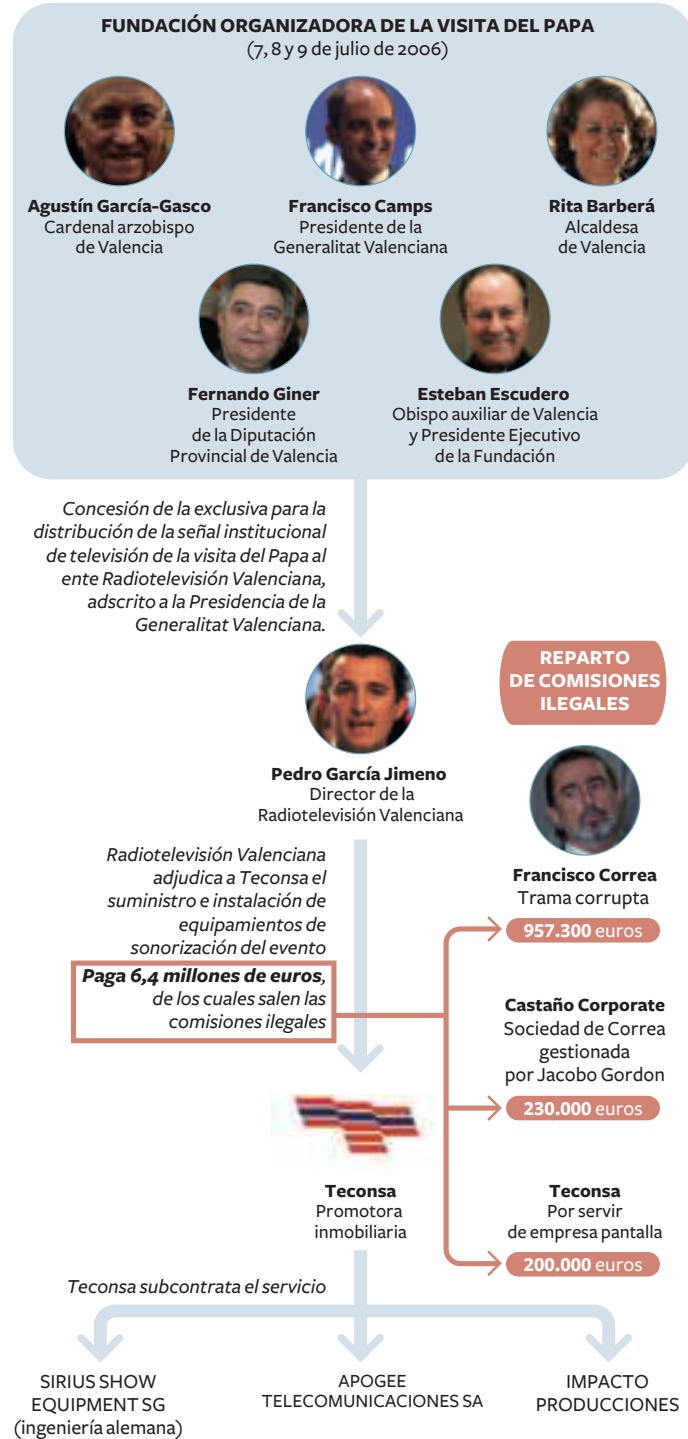 FUNDACIÓN ORGANIZADORA DE LA VISITA DEL PAPA
(7, 8 y 9 de julio de 2006)
Agustín García-Gasco
Cardenal arzobispo
de Valencia
Francisco Camps
Presidente de la
Generalitat Valenciana
Rita Barberá
Alcaldesa
de Valencia
Fernando Giner
Presidente
de la Diputación
Provincial de Valencia
Esteban Escudero
Obispo auxiliar de Valencia
y Presidente Ejecutivo
de la Fundación
Concesión de la exclusiva para la
distribución de la señal institucional
de televisión de la visita del Papa al
ente Radiotelevisión Valenciana,
adscrito a la Presidencia de la
Generalitat Valenciana.
Pedro García Jimeno
Director de la
Radiotelevisión Valenciana
REPARTO
DE COMISIONES
ILEGALES
Francisco Correa
Trama corrupta
957.300 euros
Radiotelevisión Valenciana
adjudica a Teconsa el
suministro e instalación de
equipamientos de
sonorización del evento
Paga 6,4 millones de euros,
de los cuales salen las
comisiones ilegales
Castaño Corporate
Sociedad de Correa
gestionada
por Jacobo Gordon
230.000 euros
Teconsa
Promotora
inmobiliaria
Teconsa
Por servir
de empresa pantalla
200.000 euros
Teconsa subcontrata el servicio
SIRIUS SHOW
EQUIPMENT SG
(ingeniería alemana)
APOGEE
TELECOMUNICACIONES SA
IMPACTO
PRODUCCIONES